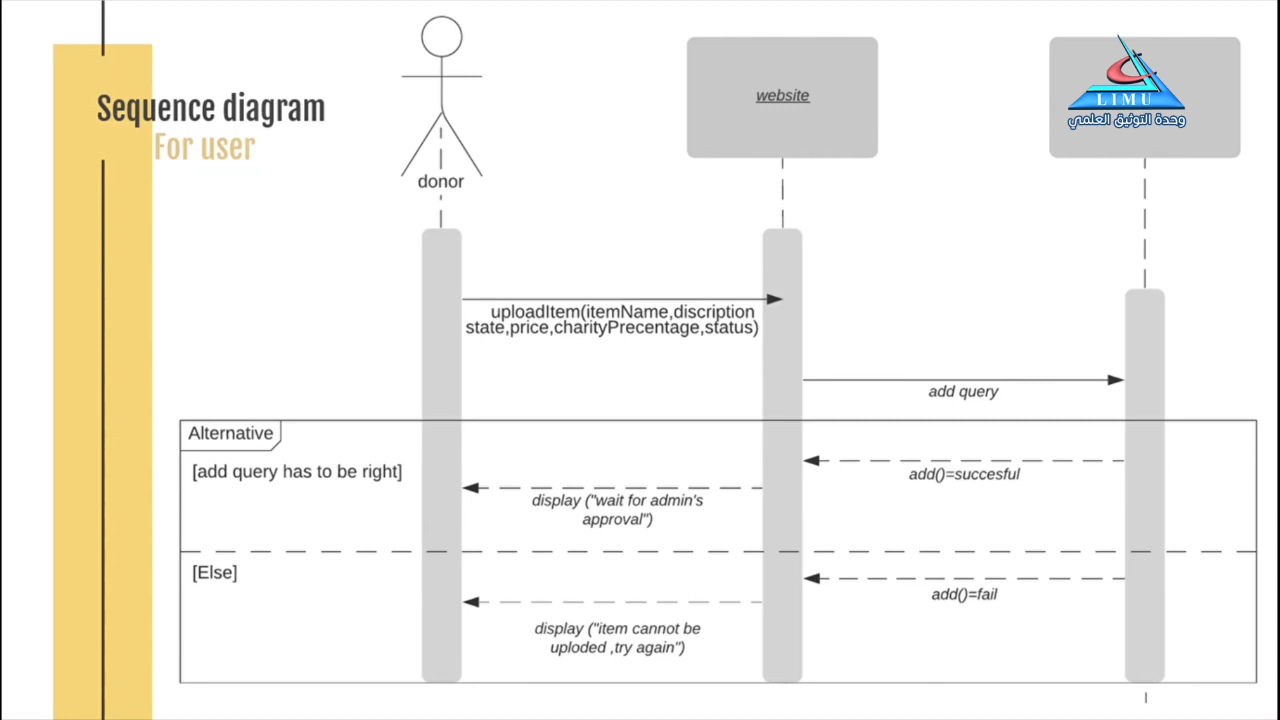 Sequence diagram
For user
donor
website
LIMU
وحدة التوثيق العلمي
uploadItem(itemName,discription
state,price,charityPrecentage,status)
add query
Alternative
[add query has to be right]
add()=succesful
display ("wait for admin's
approval")
[Else]
add()=fail
display ("item cannot be
uploded ,try again")